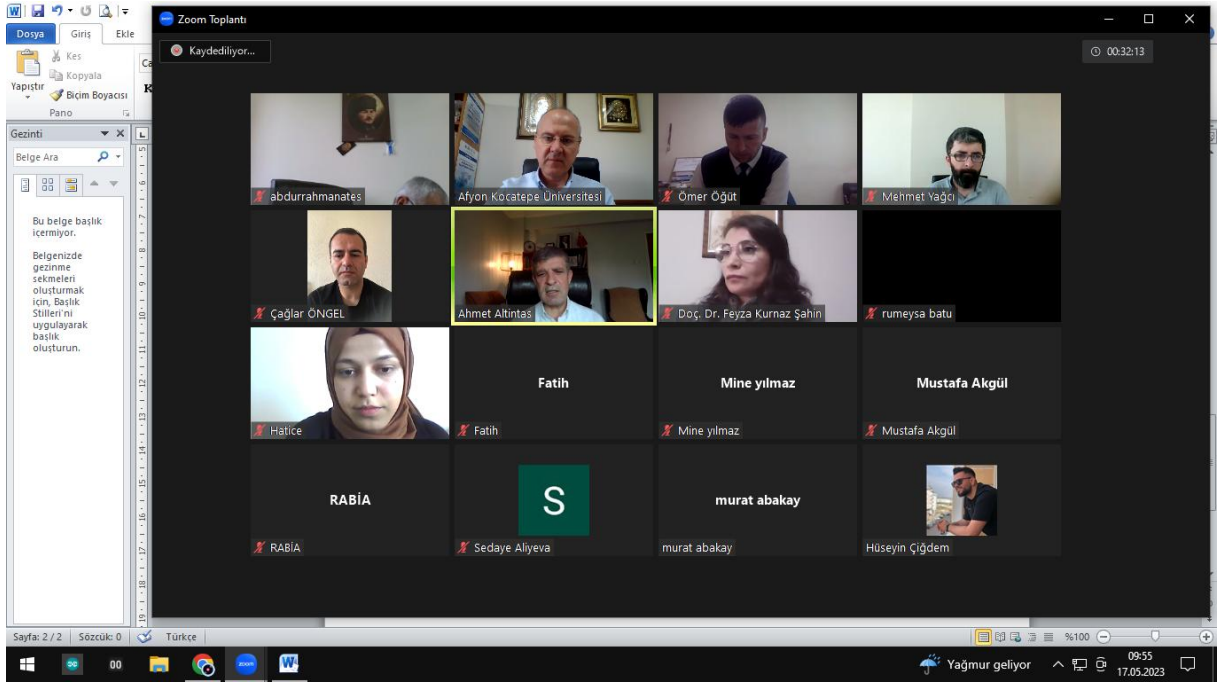 Zoom Toplantı
Dosya
Giriş
Ekle
Kaydediliyor...
00:32:13
Kes
Kopyala
Yapıştır
Biçim Boyacısı
Ca
K
Pano
Gezinti
Belge Ara
Bu belge başlık
içermiyor.
Belgenizde
gezinme
sekmeleri
oluşturmak
için, Başlık
Stilleri'ni
uygulayarak
başlık
oluşturun.
abdurrahmanates
Afyon Kocatepe Üniversitesi
Ömer Öğüt
Mehmet Yağcı
Çağlar ÖNGEL
Ahmet Altintas
Doç. Dr. Feyza Kurnaz Şahin
rumeysa batu
Hatice
Fatih
Fatih
Mine yılmaz
Mine yılmaz
Mustafa Akgül
Mustafa Akgül
RABİA
RABİA
S
Sedaye Aliyeva
murat abakay
murat abakay
Hüseyin Çiğdem
Sayfa: 2 / 2
Sözcük: 0
Türkçe
%100
Yağmur geliyor
09:55
17.05.2023